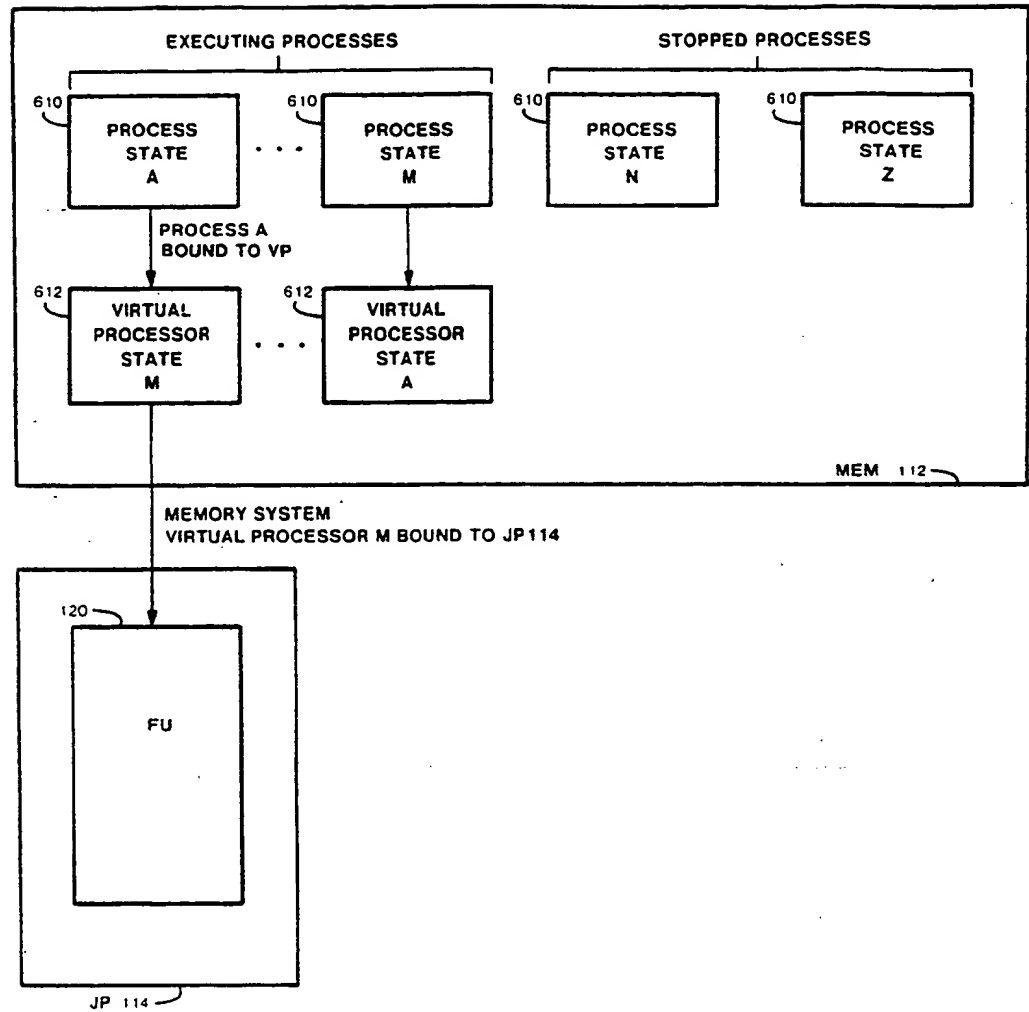 EXECUTING PROCESSES
STOPPED PROCESSES
610
PROCESS
STATE
A
. . .
610
PROCESS
STATE
M
610
PROCESS
STATE
N
610
PROCESS
STATE
Z
PROCESS A
BOUND TO VP
612
VIRTUAL
PROCESSOR
STATE
M
. . .
612
VIRTUAL
PROCESSOR
STATE
A
MEM 112
MEMORY SYSTEM
VIRTUAL PROCESSOR M BOUND TO JP114
120
FU
JP 114